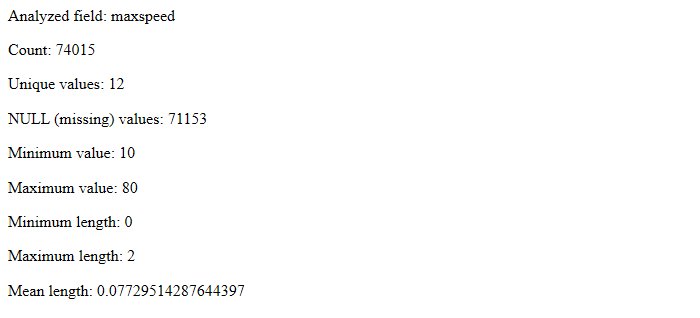 Analyzed field: maxspeed
Count: 74015
Unique values: 12
NULL (missing) values: 71153
Minimum value: 10
Maximum value: 80
Minimum length: 0
Maximum length: 2
Mean length: 0.07729514287644397